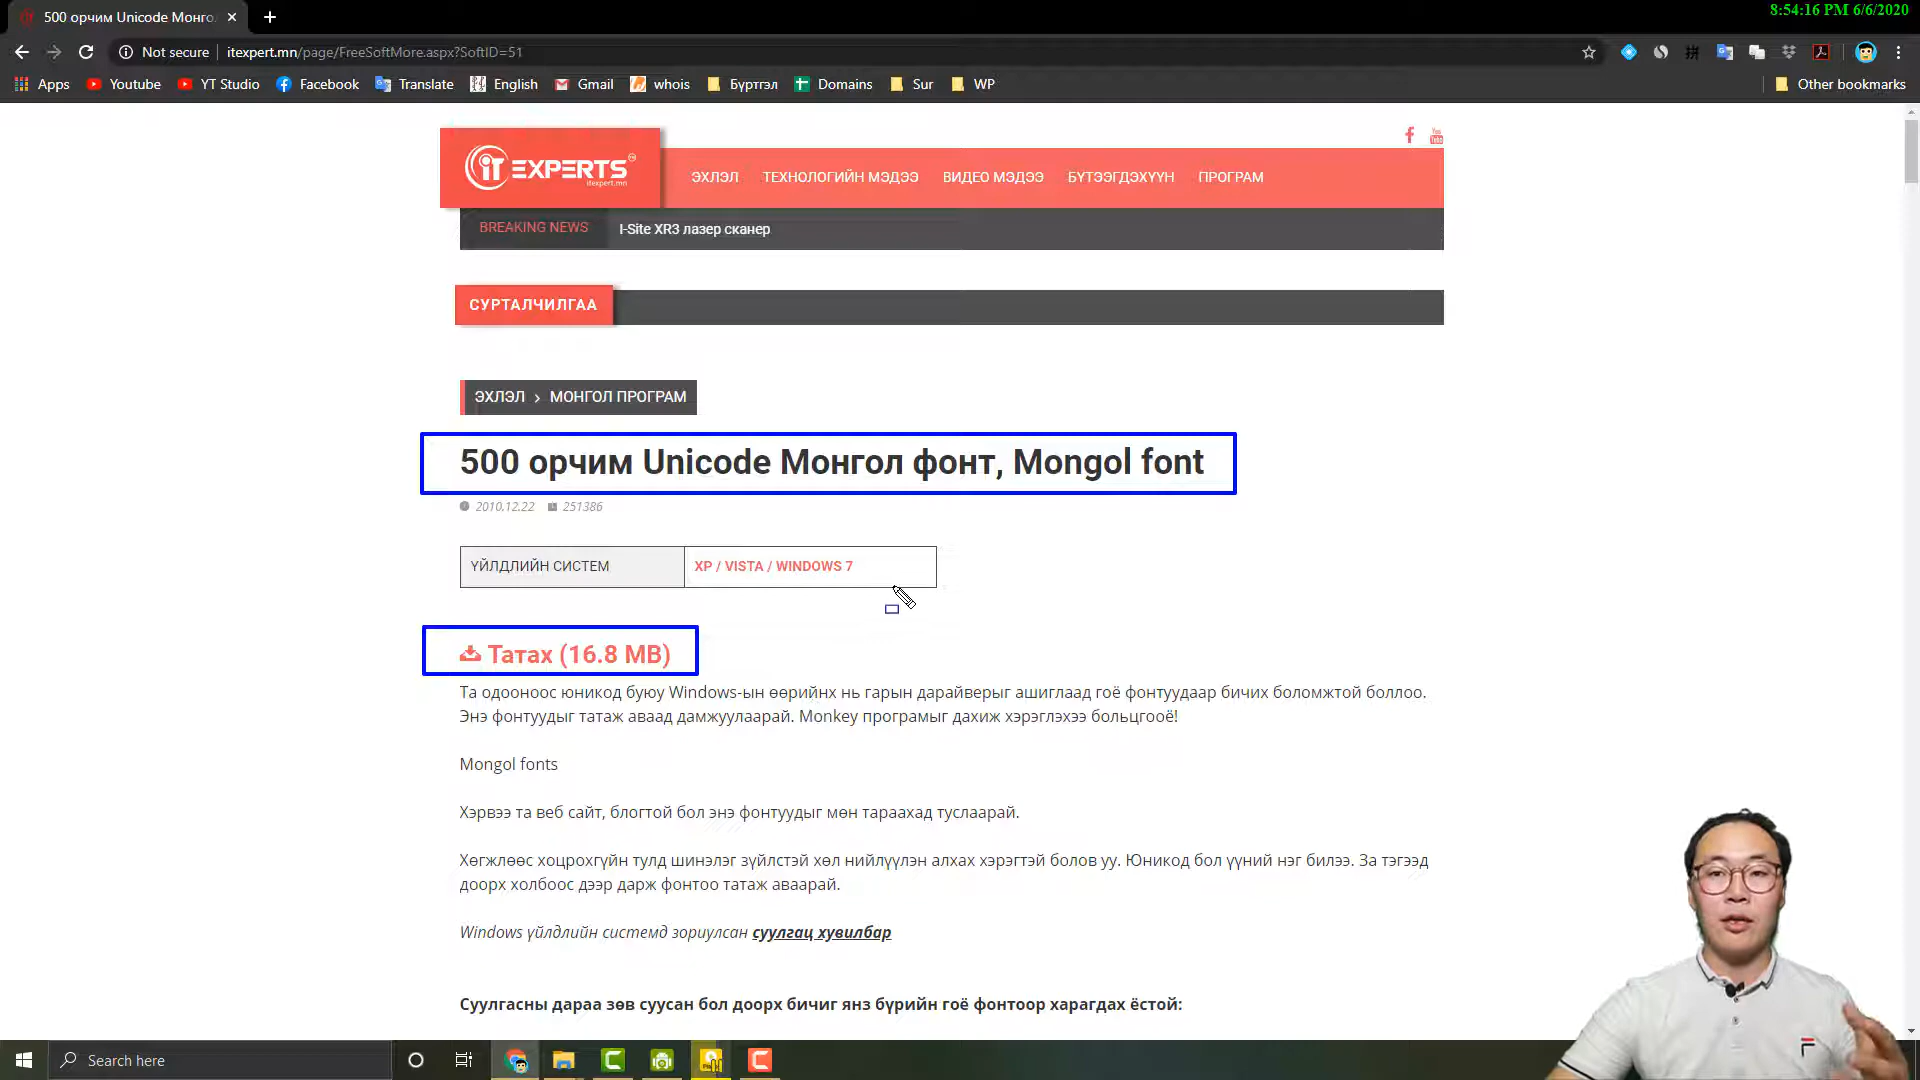 500 орчим Unicode Монго
8:54:16 PM 6/6/2020
Not secure
itexpert.mn/page/FreeSoftMore.aspx?SoftID=51
Apps
Youtube
YT Studio
Facebook
Translate
English
Gmail
whois
Бүртгэл
Domains
Sur
WP
Other bookmarks
iT EXPERTS
itexpert.mn
You Tube
ЭХЛЭЛ
ТЕХНОЛОГИЙН МЭДЭЭ
ВИДЕО МЭДЭЭ
БҮТЭЭГДЭХҮҮН
ПРОГРАМ
BREAKING NEWS
I-Site XR3 лазер сканер
СУРТАЛЧИЛГАА
ЭХЛЭЛ › МОНГОЛ ПРОГРАМ
500 орчим Unicode Монгол фонт, Mongol font
2010.12.22 251386
ҮЙЛДЛИЙН СИСТЕМ
XP / VISTA / WINDOWS 7
Татах (16.8 MB)
Та одооноос юникод буюу Windows-ын өөрийнх нь гарын драйверыг ашиглаад гоё фонтуудаар бичих боломжтой боллоо.
Энэ фонтуудыг татаж аваад дамжуулаарай. Monkey програмыг дахиж хэрэглэхээ больцгооё!
Mongol fonts
Хэрвээ та веб сайт, блогтой бол энэ фонтуудыг мөн тараахад туслаарай.
Хөгжлөөс хоцрохгүйн тулд шинэлэг зүйлстэй хөл нийлүүлэн алхах хэрэгтэй болов уу. Юникод бол үүний нэг билээ. За тэгээд
доорх холбоос дээр дарж фонтоо татаж аваарай.
Windows үйлдлийн системд зориулсан суулгац хувилбар
Суулгасны дараа зөв суусан бол доорх бичиг янз бүрийн гоё фонтоор харагдах ёстой:
Search here